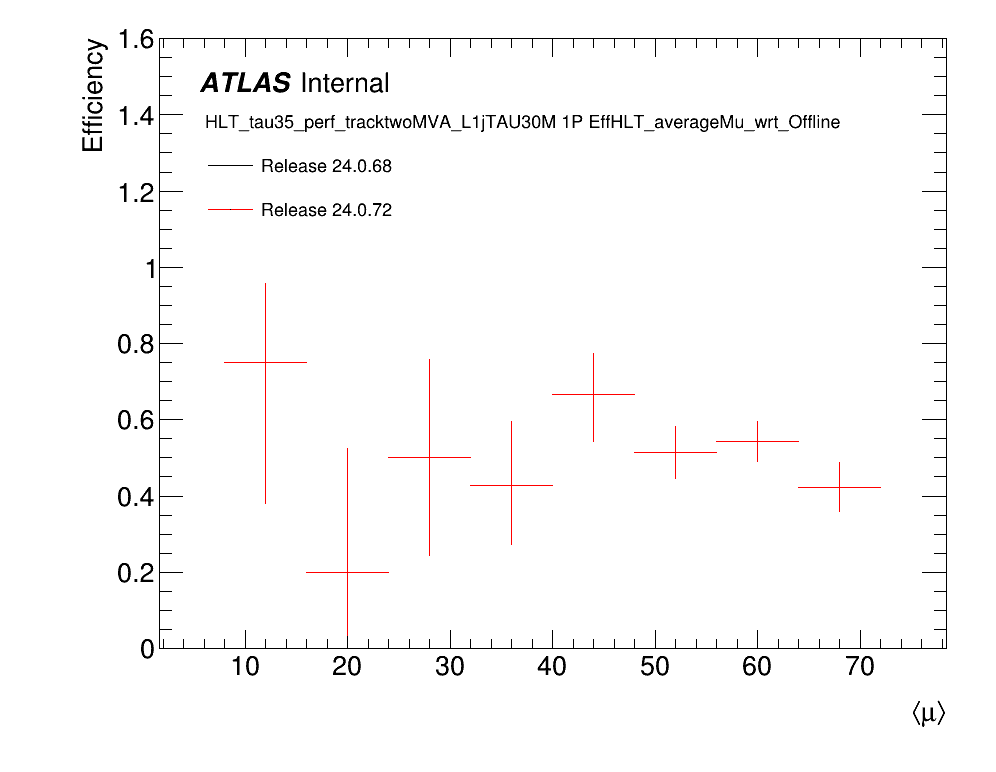 Efficiency
1.6
1.4
1.2
1
0.8
0.6
0.4
0.2
0
ATLAS Internal
HLT_tau35_perf_tracktwoMVA_L1jTAU30M 1P EffHLT_averageMu_wrt_Offline
Release 24.0.68
Release 24.0.72
10 20 30 40 50 60 70
⟨μ⟩